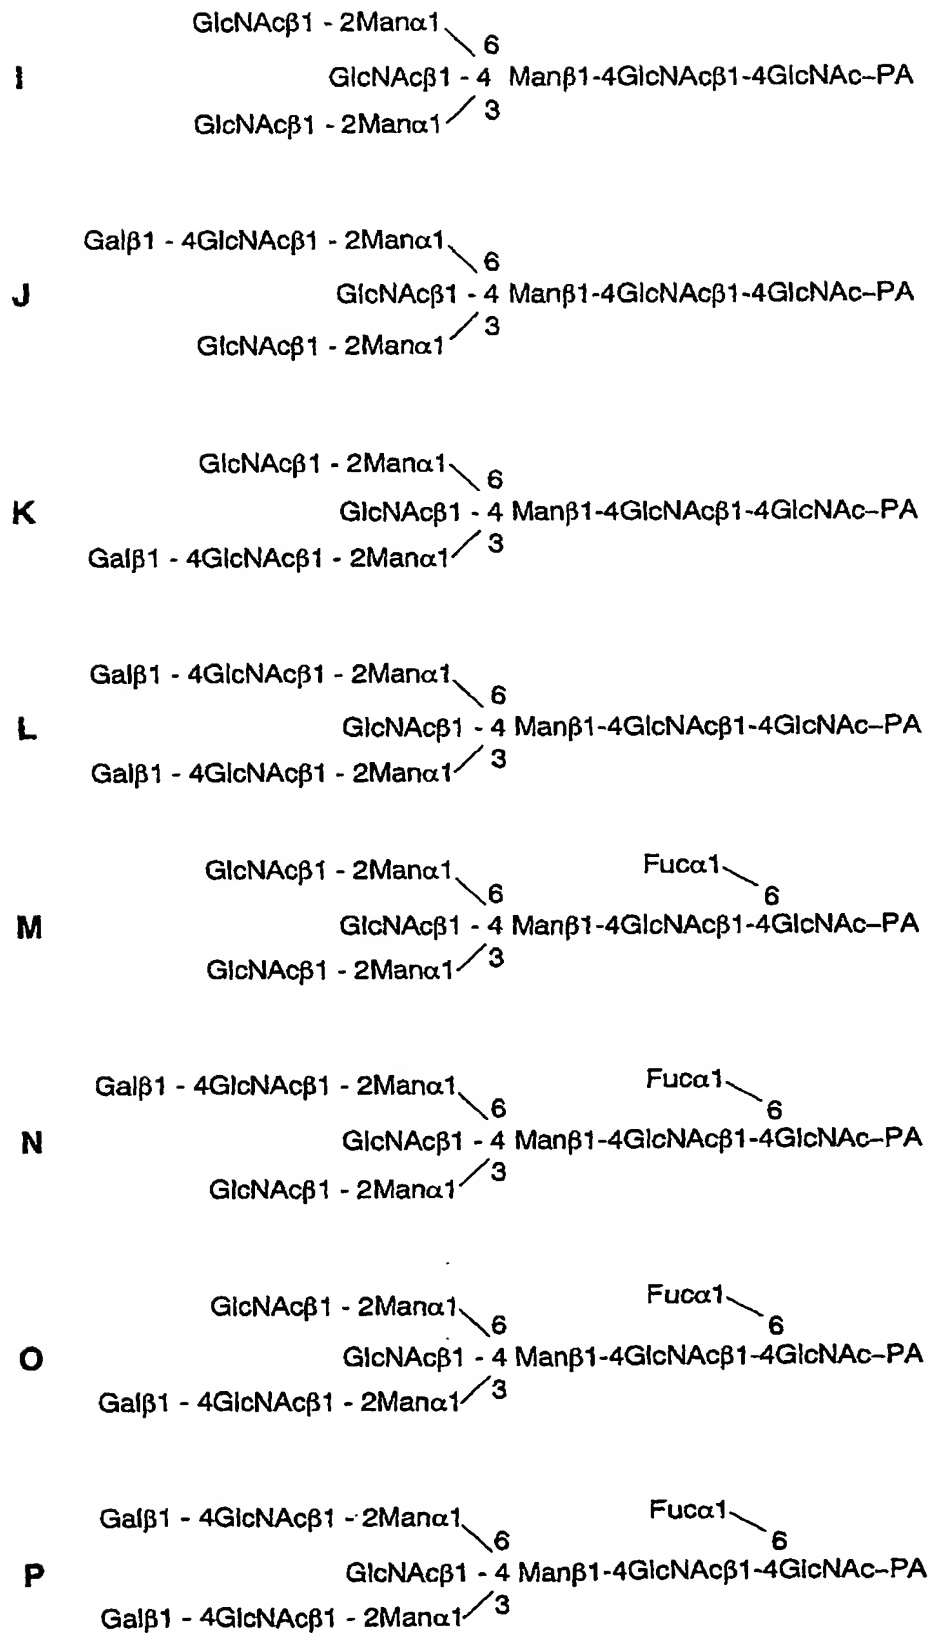 GlcNAcβ1 - 2Manα1
6
I GlcNAcβ1 - 4 Manβ1-4GlcNAcβ1-4GlcNAc-PA
3
GlcNAcβ1 - 2Manα1
Galβ1 - 4GlcNAcβ1 - 2Manα1
6
J GlcNAcβ1 - 4 Manβ1-4GlcNAcβ1-4GlcNAc-PA
3
GlcNAcβ1 - 2Manα1
GlcNAcβ1 - 2Manα1
6
K GlcNAcβ1 - 4 Manβ1-4GlcNAcβ1-4GlcNAc-PA
3
Galβ1 - 4GlcNAcβ1 - 2Manα1
Galβ1 - 4GlcNAcβ1 - 2Manα1
6
L GlcNAcβ1 - 4 Manβ1-4GlcNAcβ1-4GlcNAc-PA
3
Galβ1 - 4GlcNAcβ1 - 2Manα1
GlcNAcβ1 - 2Manα1 Fucα1
6 6
M GlcNAcβ1 - 4 Manβ1-4GlcNAcβ1-4GlcNAc-PA
3
GlcNAcβ1 - 2Manα1
Galβ1 - 4GlcNAcβ1 - 2Manα1 Fucα1
6 6
N GlcNAcβ1 - 4 Manβ1-4GlcNAcβ1-4GlcNAc-PA
3
GlcNAcβ1 - 2Manα1
GlcNAcβ1 - 2Manα1 Fucα1
6 6
O GlcNAcβ1 - 4 Manβ1-4GlcNAcβ1-4GlcNAc-PA
3
Galβ1 - 4GlcNAcβ1 - 2Manα1
Galβ1 - 4GlcNAcβ1 - 2Manα1 Fucα1
6 6
P GlcNAcβ1 - 4 Manβ1-4GlcNAcβ1-4GlcNAc-PA
3
Galβ1 - 4GlcNAcβ1 - 2Manα1